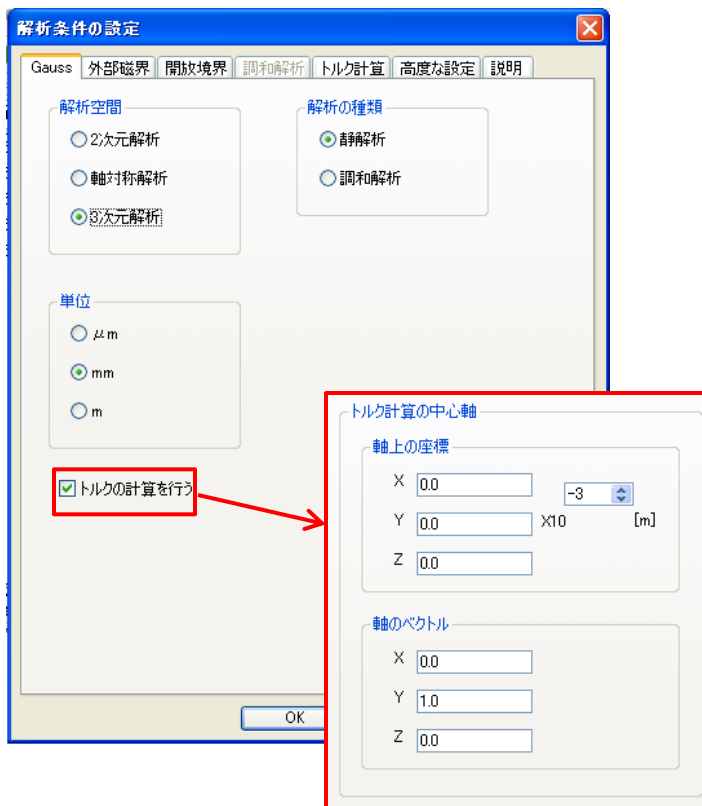 解析条件の設定
Gauss 外部磁界 開放境界 調和解析 トルク計算 高度な設定 説明
解析空間
2次元解析
軸対称解析
3次元解析
解析の種類
静解析
調和解析
単位
μm
mm
m
トルクの計算を行う
OK
トルク計算の中心軸
軸上の座標
X 0.0
Y 0.0
Z 0.0
X10 -3 [m]
軸のベクトル
X 0.0
Y 1.0
Z 0.0